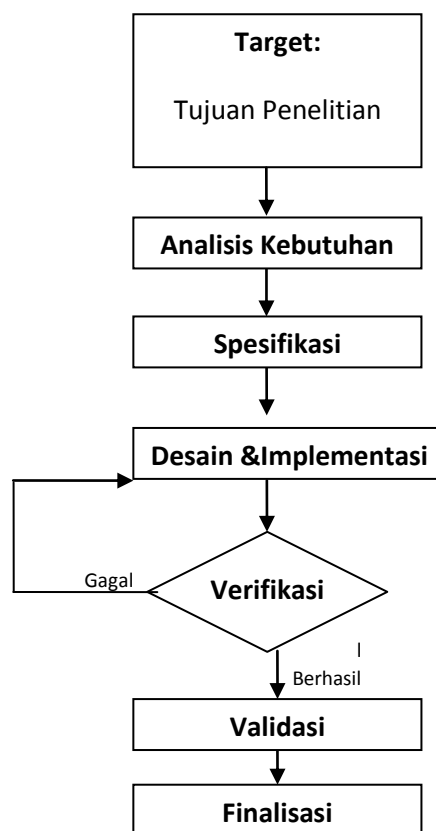 Target:
Tujuan Penelitian
Analisis Kebutuhan
Spesifikasi
Desain &Implementasi
Gagal
Verifikasi
l
Berhasil
Validasi
Finalisasi